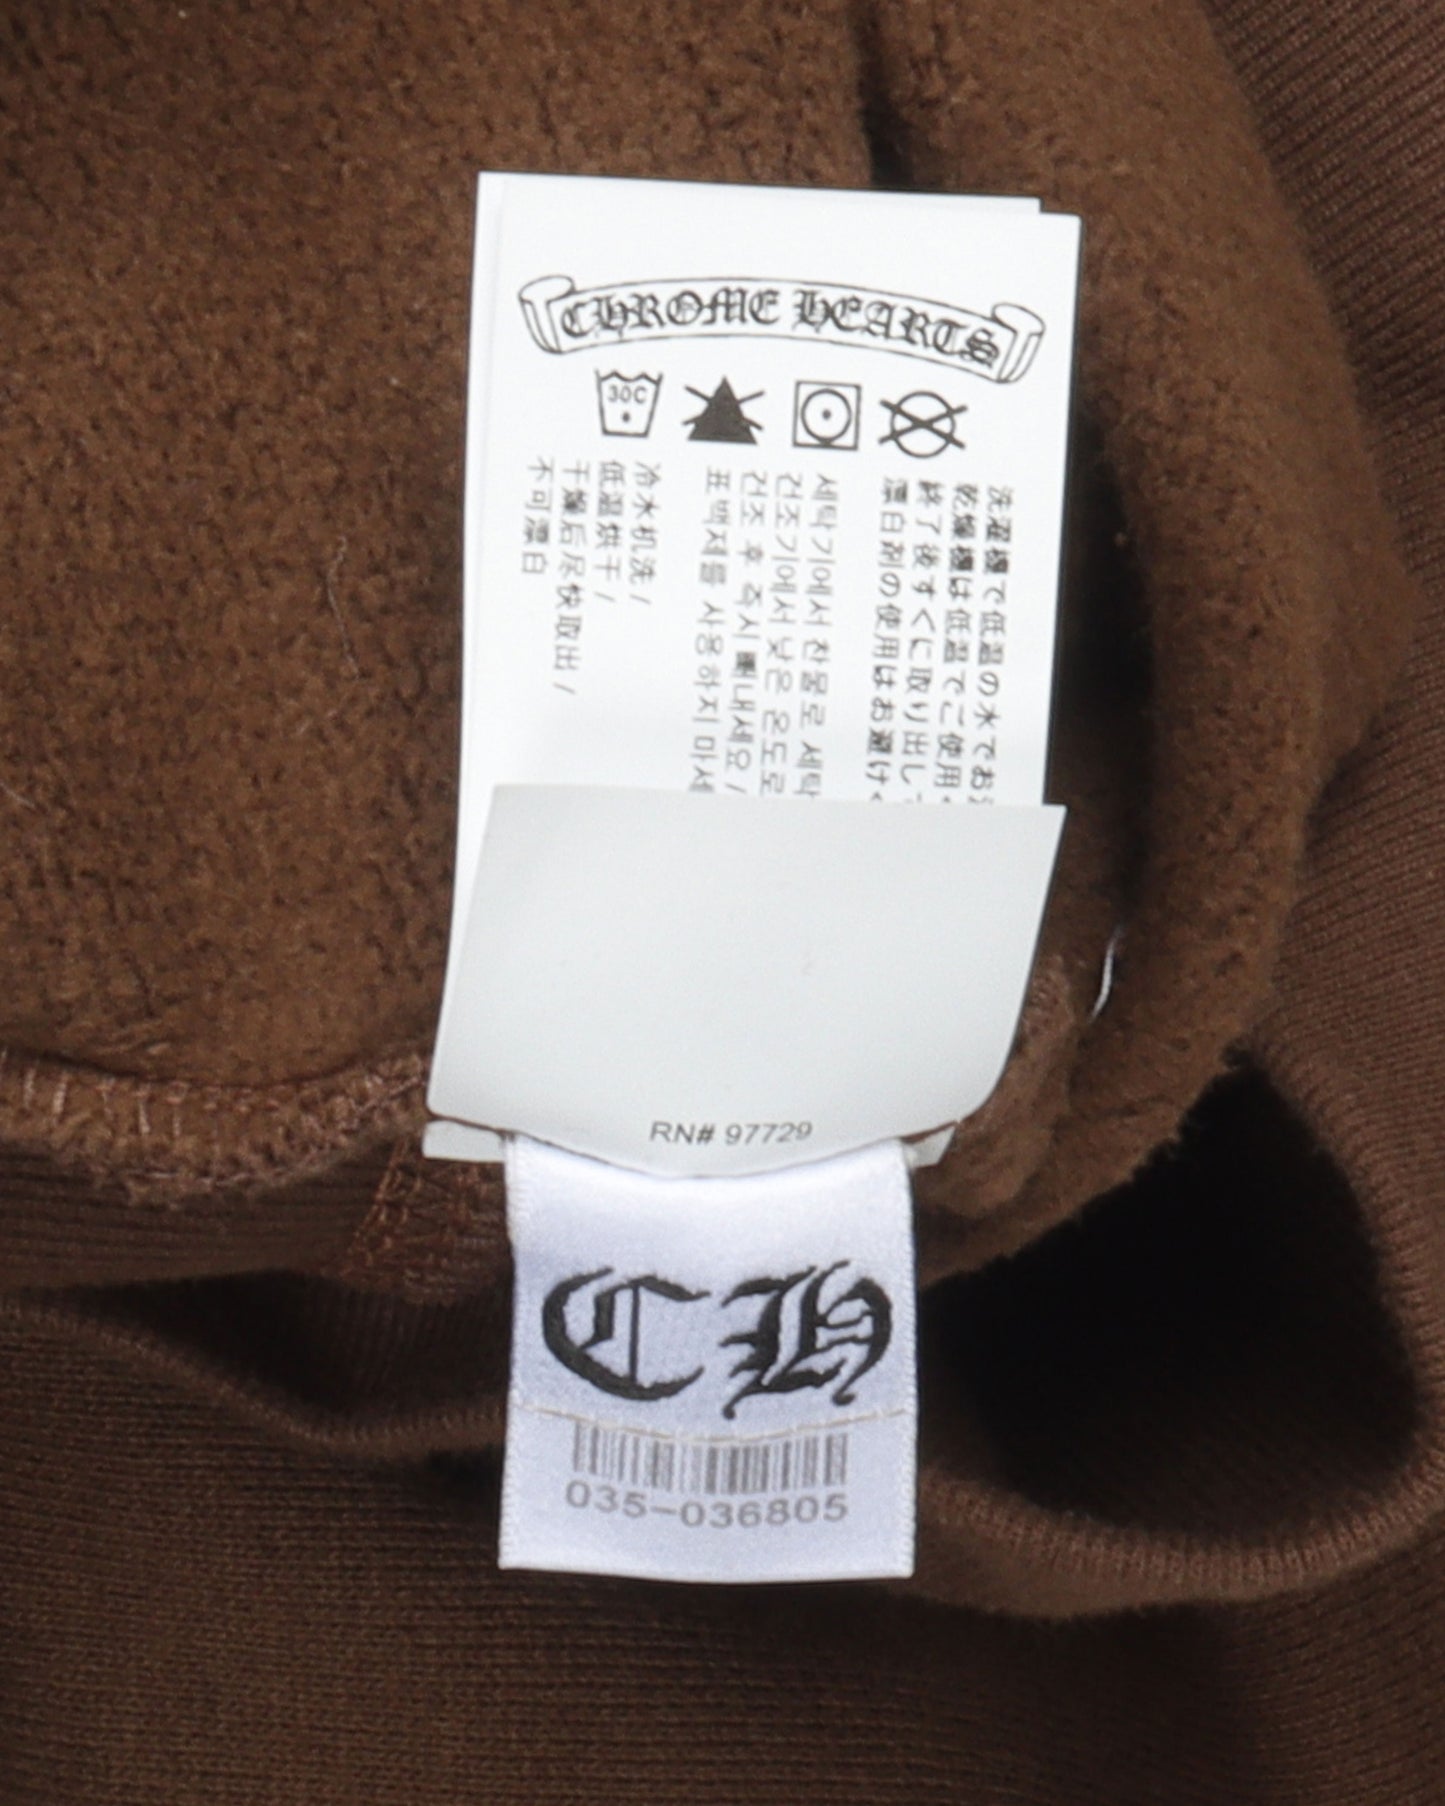 CHROME HEARTS
30C
洗濯機で低温の水でお
乾燥機は低温でご使用
終了後すぐに取り出し
漂白剤の使用はお避け
세탁기에서 찬물로 세탁
건조기에서 낮은 온도로
건조 후 즉시 빼내세요 /
표백제를 사용하지 마세
冷水机洗 /
低温烘干 /
干燥后尽快取出 /
不可漂白
RN# 97729
CH
035-036805